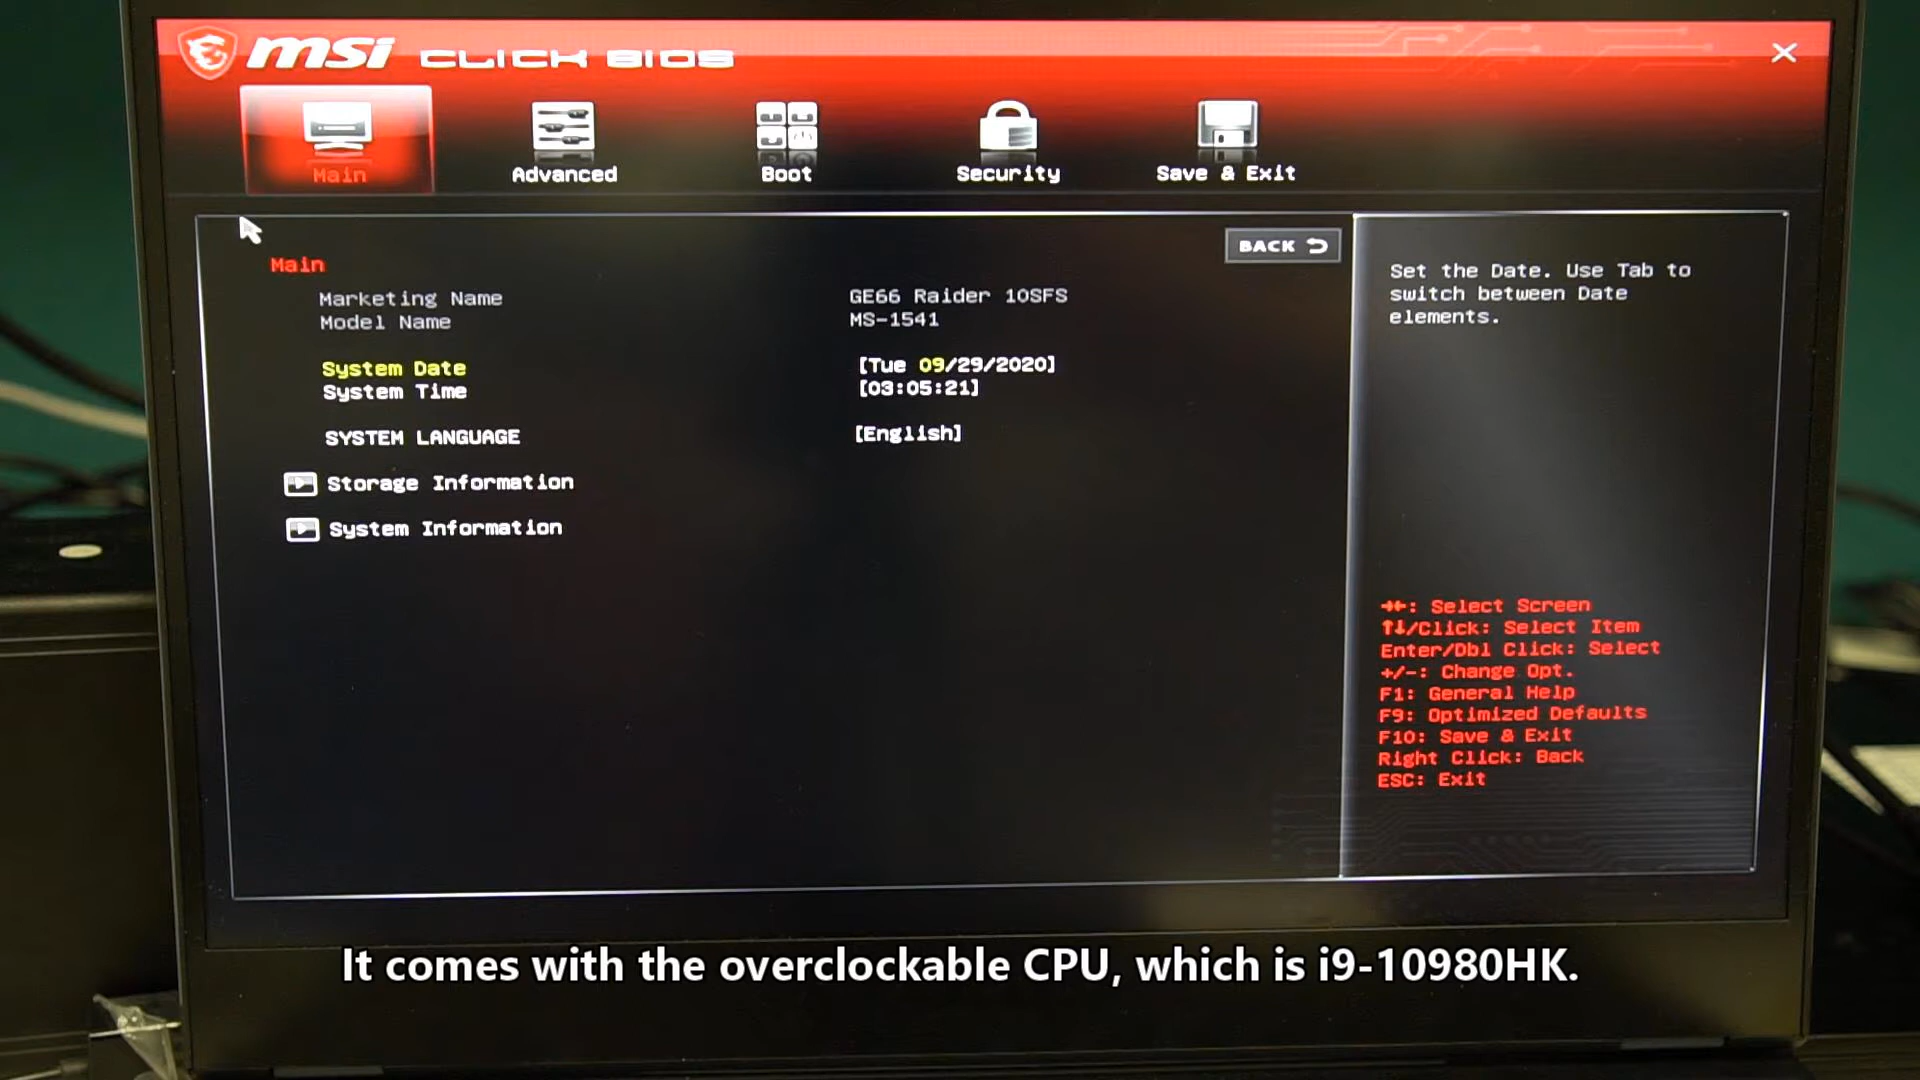 msi CLICK BIOS
Main
Advanced
Boot
Security
Save & Exit
BACK
Main
Marketing Name GE66 Raider 10SFS
Model Name MS-1541
System Date [Tue 09/29/2020]
System Time [03:05:21]
SYSTEM LANGUAGE [English]
Storage Information
System Information
Set the Date. Use Tab to
switch between Date
elements.
→←: Select Screen
↑↓/Click: Select Item
Enter/Dbl Click: Select
+/-: Change Opt.
F1: General Help
F9: Optimized Defaults
F10: Save & Exit
Right Click: Back
ESC: Exit
It comes with the overclockable CPU, which is i9-10980HK.